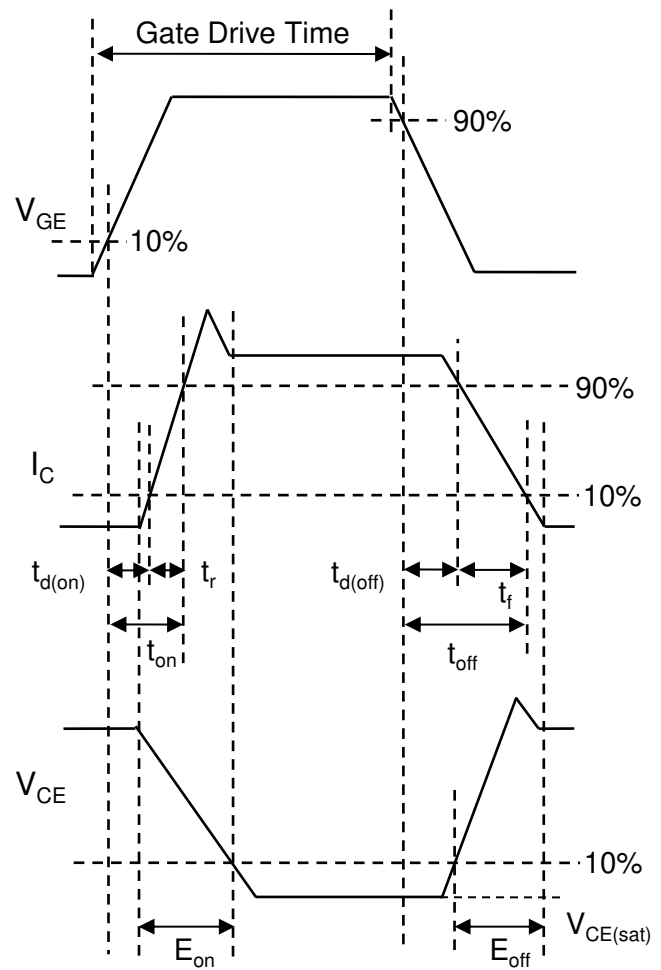 Gate Drive Time
90%
V_GE
10%
90%
I_C
10%
t_d(on)
t_r
t_d(off)
t_f
t_on
t_off
V_CE
10%
V_CE(sat)
E_on
E_off